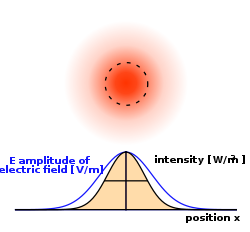 E amplitude of
electric field [V/m]
intensity [W/m² ]
position x